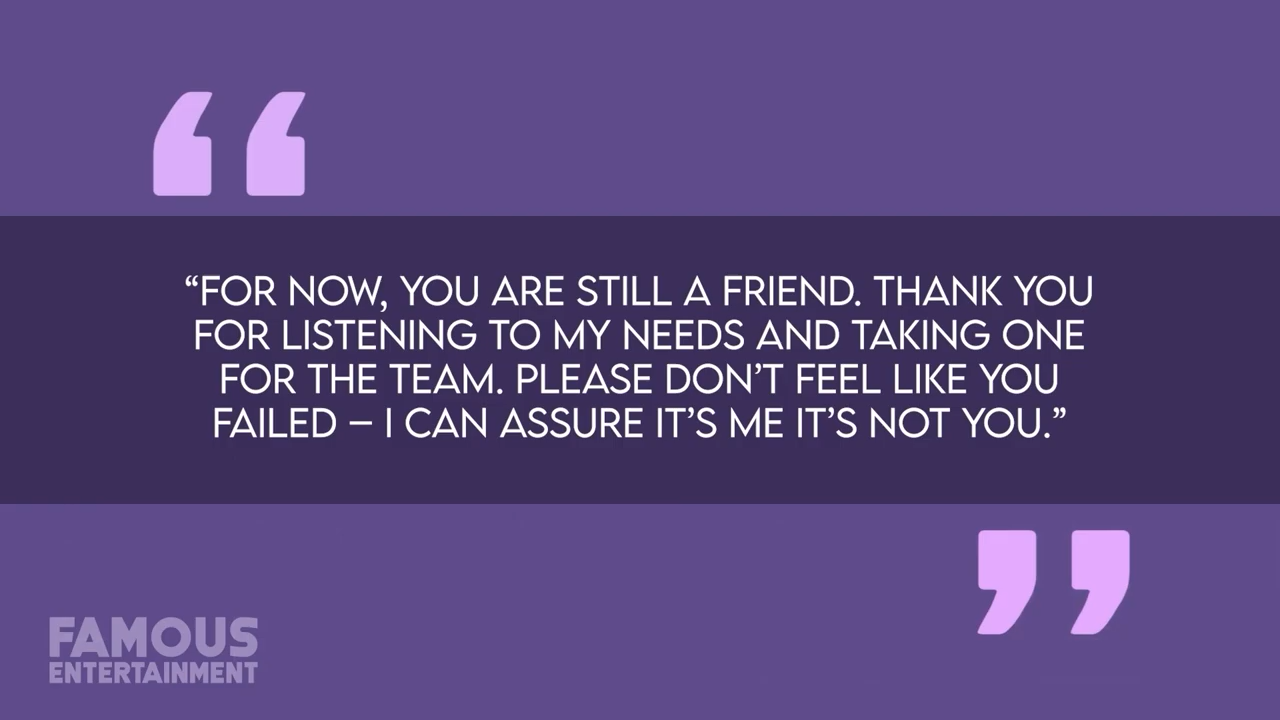 “FOR NOW, YOU ARE STILL A FRIEND. THANK YOU
FOR LISTENING TO MY NEEDS AND TAKING ONE
FOR THE TEAM. PLEASE DON’T FEEL LIKE YOU
FAILED – I CAN ASSURE IT’S ME IT’S NOT YOU.”
FAMOUS
ENTERTAINMENT